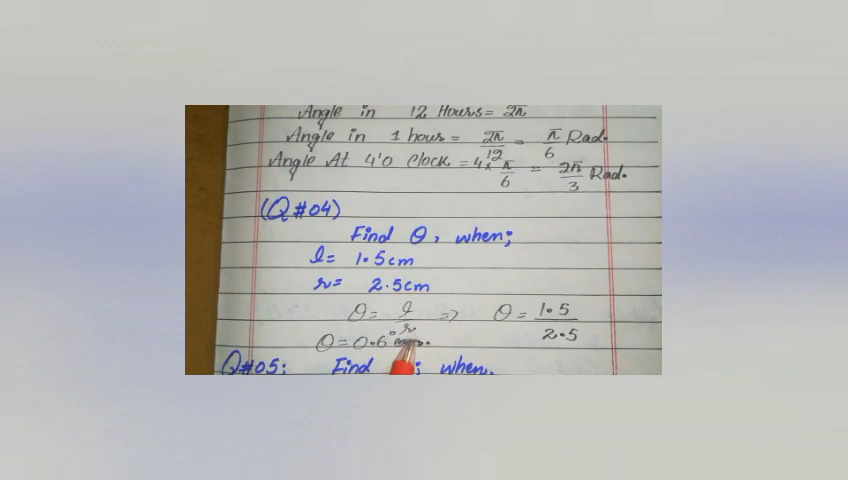 Angle in 12 Hours = 2π
Angle in 1 hour = 2π/12 = π/6 Rad.
Angle At 4'0 Clock = 4 × π/6 = 2π/3 Rad.
(Q#04)
Find θ, when;
l = 1.5cm
r = 2.5cm
θ = l/r => θ = 1.5/2.5
θ = 0.6°
Q#05: Find ; when.